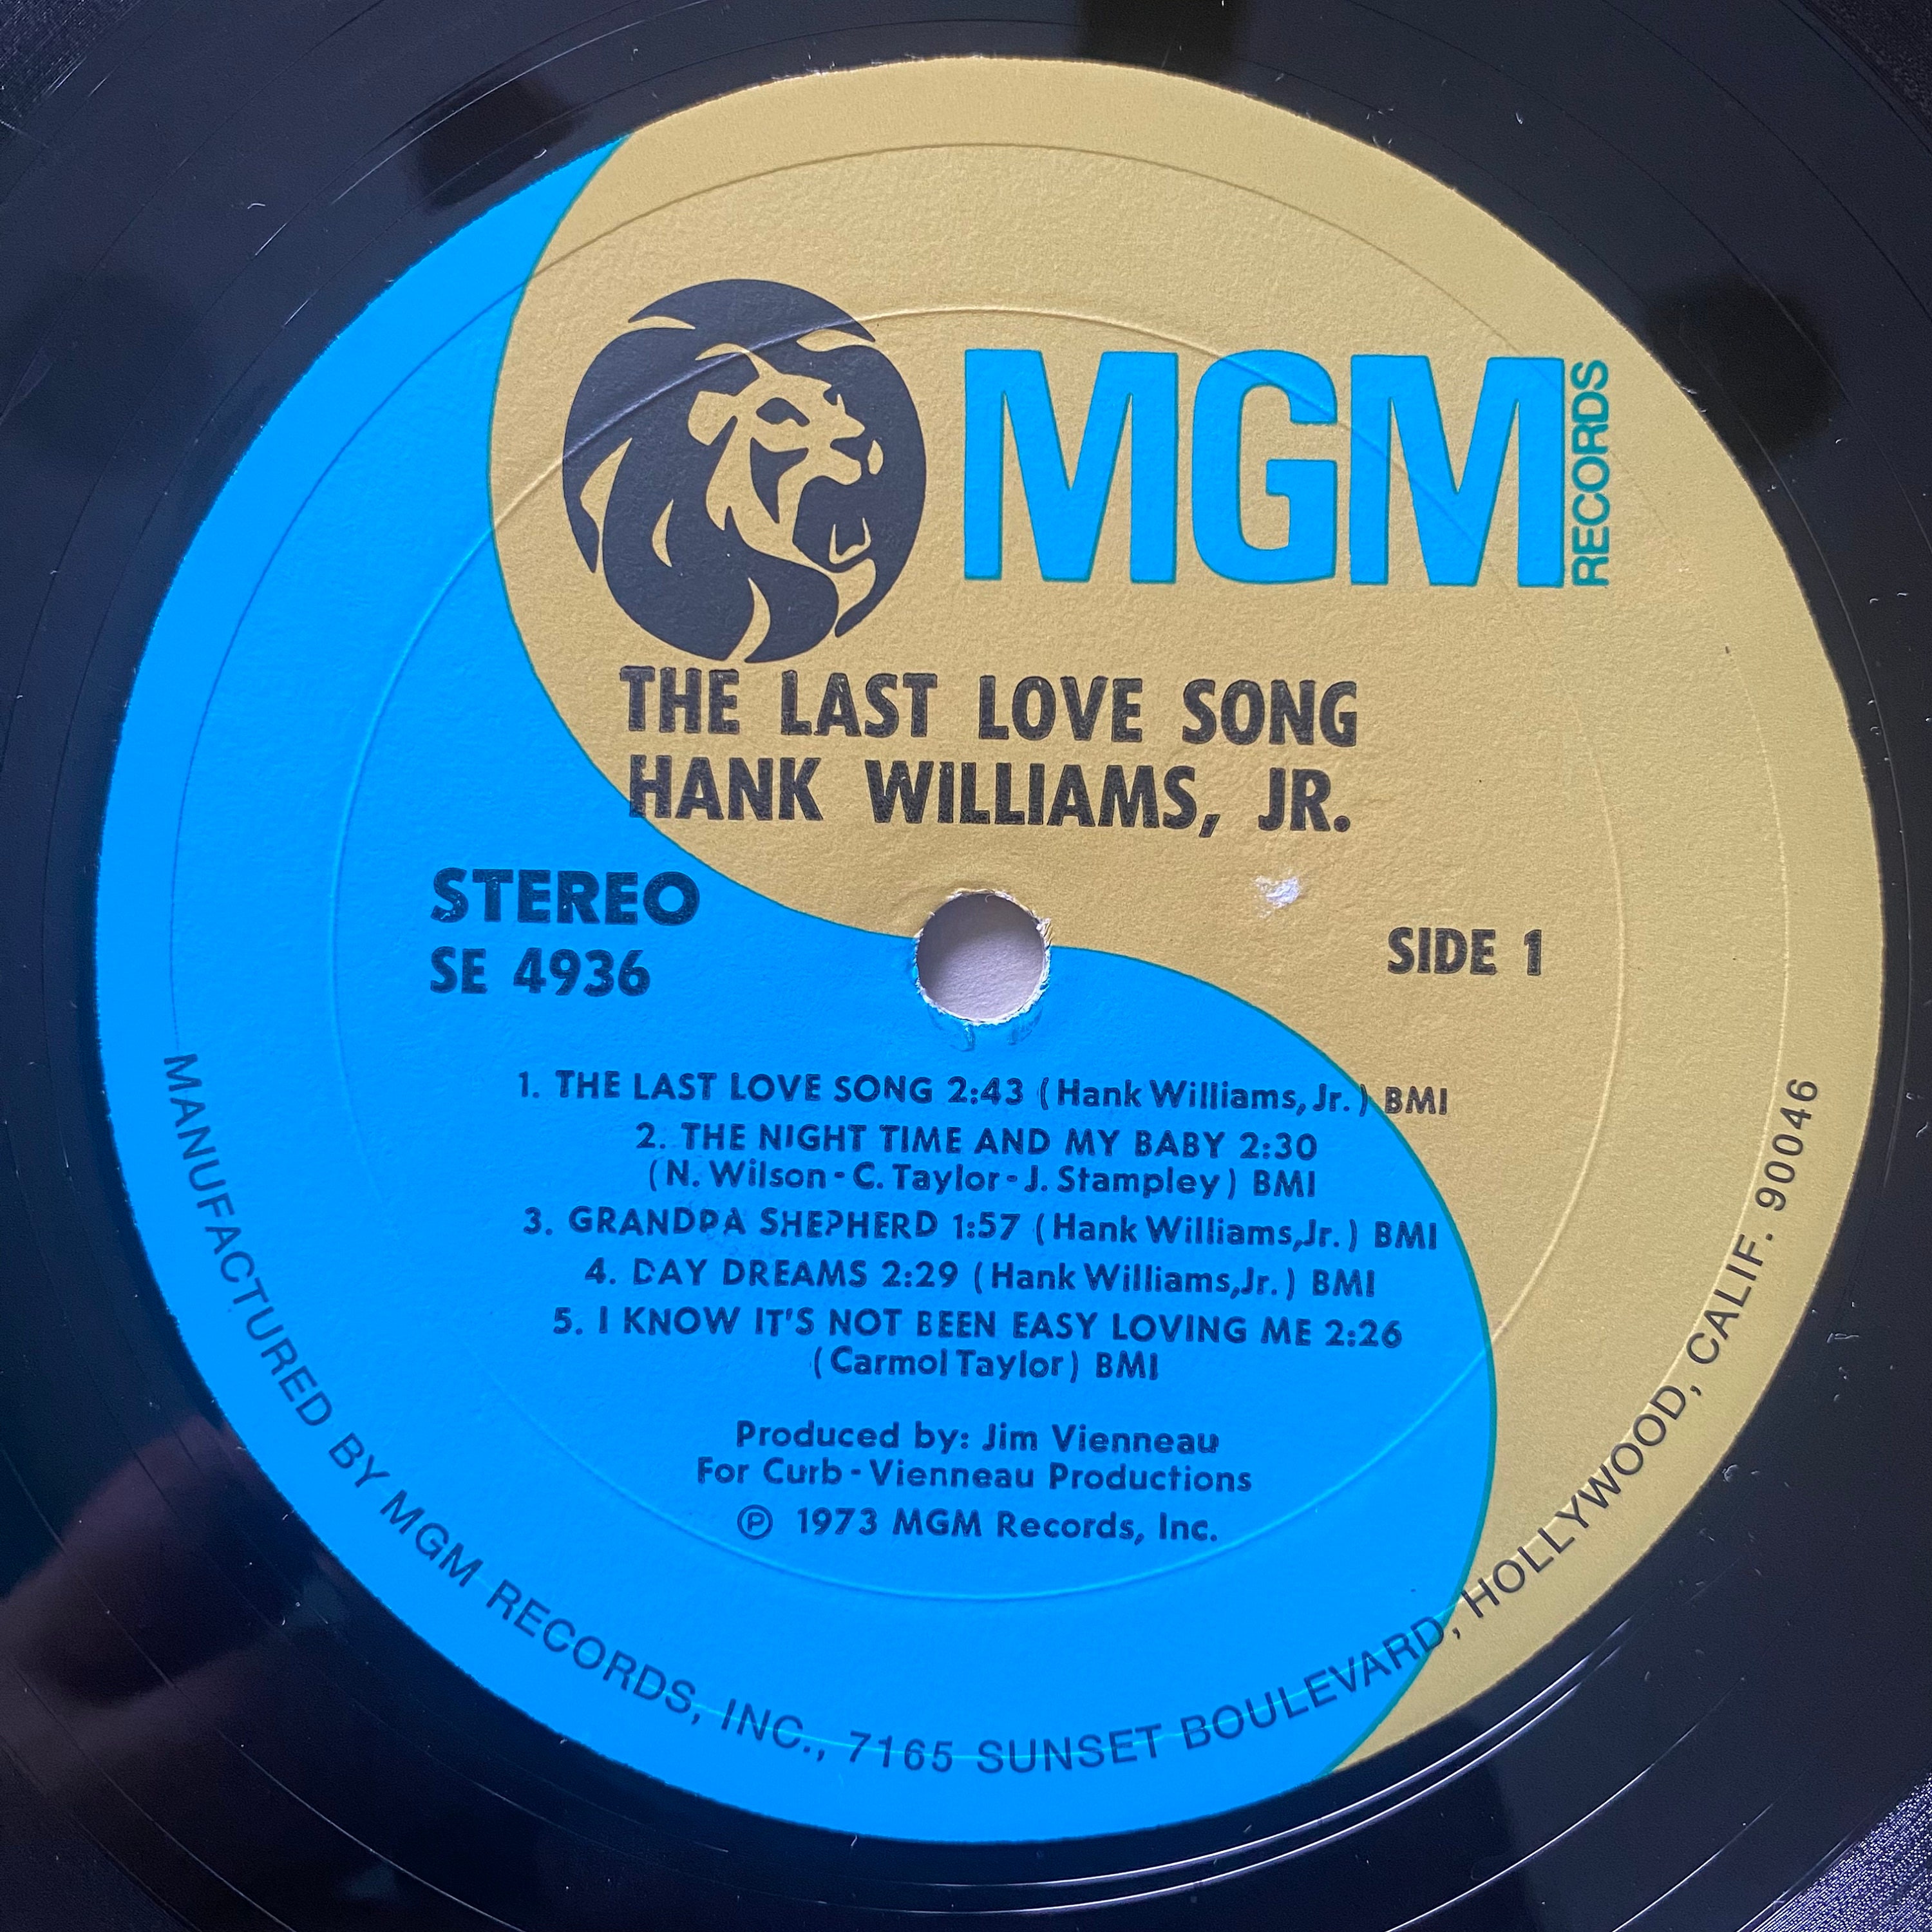 MGM RECORDS
THE LAST LOVE SONG
HANK WILLIAMS, JR.
STEREO
SE 4936
SIDE 1
1. THE LAST LOVE SONG 2:43 (Hank Williams, Jr.) BMI
2. THE NIGHT TIME AND MY BABY 2:30
(N. Wilson-C. Taylor-J. Stampley) BMI
3. GRANDPA SHEPHERD 1:57 (Hank Williams,Jr.) BMI
4. DAY DREAMS 2:29 (Hank Williams,Jr.) BMI
5. I KNOW IT'S NOT BEEN EASY LOVING ME 2:26
(Carmol Taylor) BMI
Produced by: Jim Vienneau
For Curb-Vienneau Productions
℗ 1973 MGM Records, Inc.
MANUFACTURED BY MGM RECORDS, INC., 7165 SUNSET BOULEVARD, HOLLYWOOD, CALIF. 90046